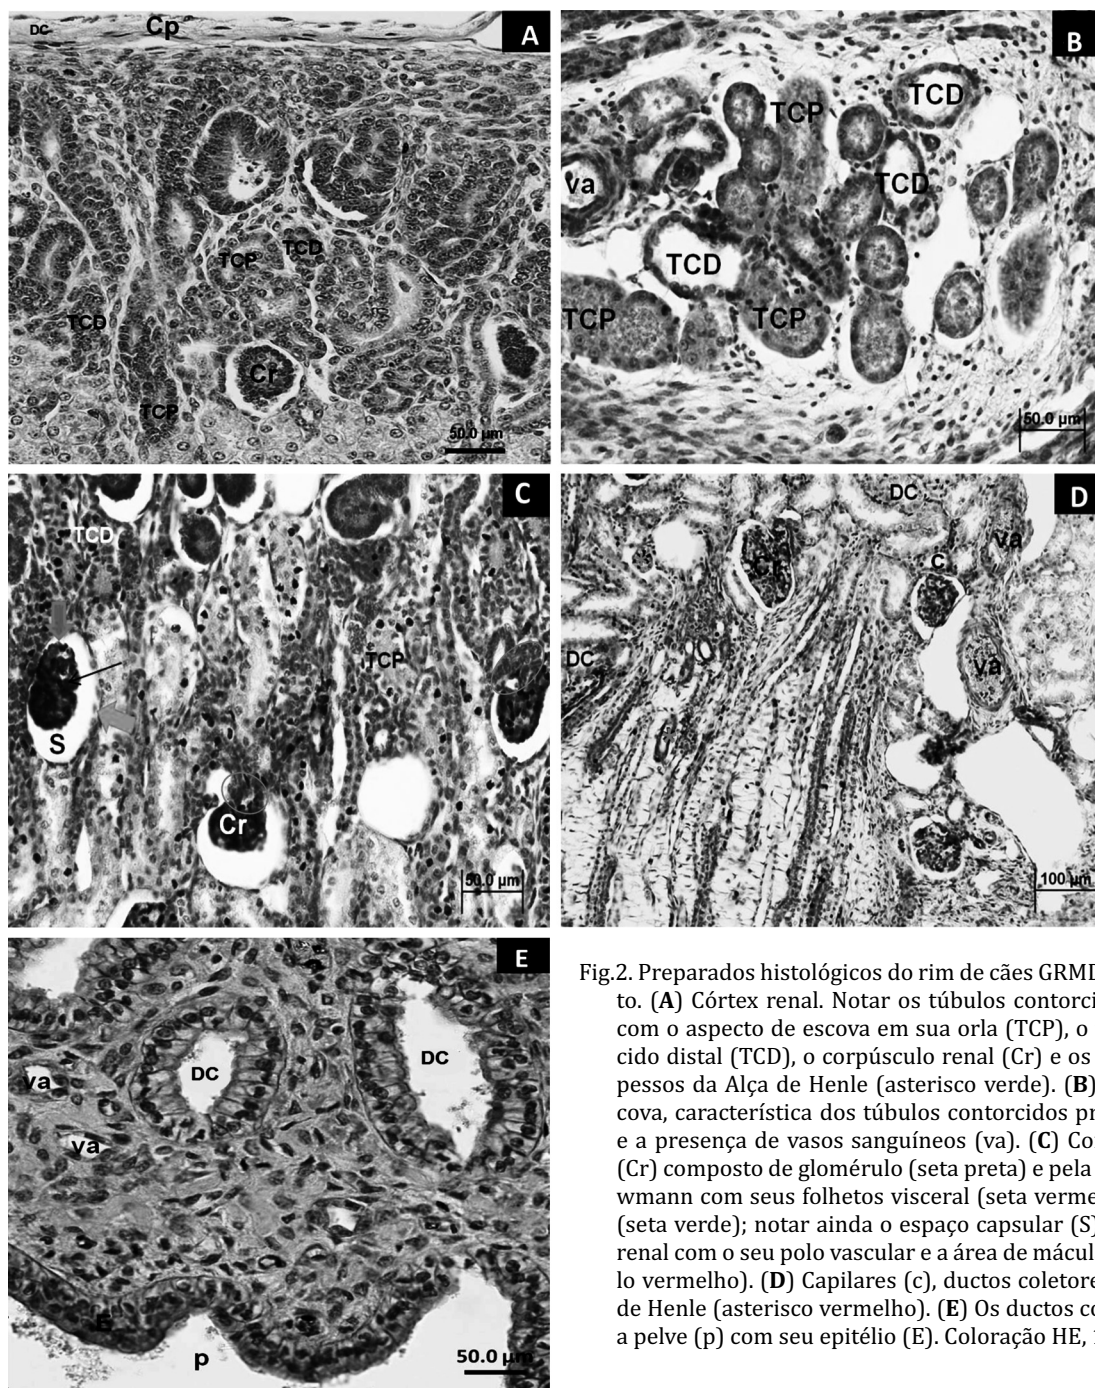 DC
Cp
A
TCP
TCD
TCD
Cr
TCP
50.0 µm
B
TCD
TCP
va
TCD
TCD
TCP
TCP
50.0 µm
C
TCD
TCP
S
Cr
50.0 µm
D
DC
va
Cr
c
DC
va
100 µm
E
DC
DC
va
va
E
p
50.0 µm
Fig.2. Preparados histológicos do rim de cães GRMD
to. (A) Córtex renal. Notar os túbulos contorci
com o aspecto de escova em sua orla (TCP), o
cido distal (TCD), o corpúsculo renal (Cr) e os
pessos da Alça de Henle (asterisco verde). (B)
cova, característica dos túbulos contorcidos pr
e a presença de vasos sanguíneos (va). (C) Co
(Cr) composto de glomérulo (seta preta) e pela
wmann com seus folhetos visceral (seta verme
(seta verde); notar ainda o espaço capsular (S)
renal com o seu polo vascular e a área de mácul
lo vermelho). (D) Capilares (c), ductos coletore
de Henle (asterisco vermelho). (E) Os ductos co
a pelve (p) com seu epitélio (E). Coloração HE,